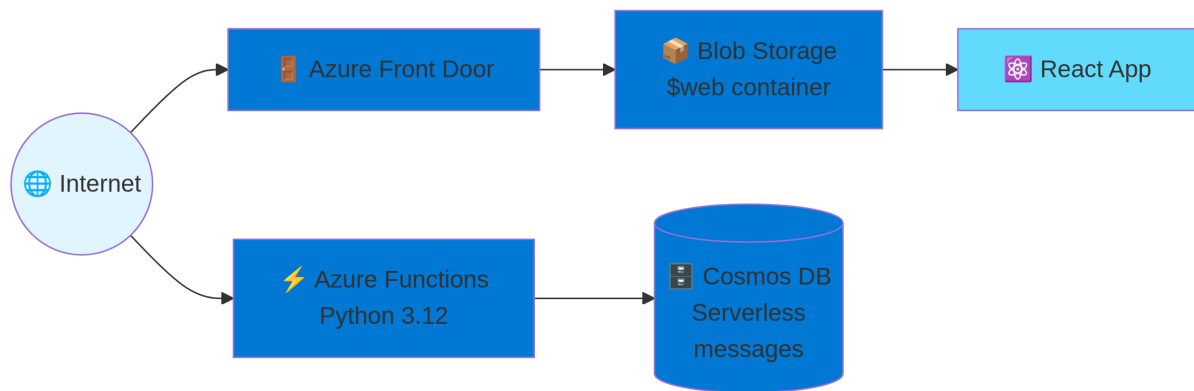 🌐 Internet
🚪 Azure Front Door
📦 Blob Storage
$web container
⚛️ React App
⚡ Azure Functions
Python 3.12
🗄️ Cosmos DB
Serverless
messages